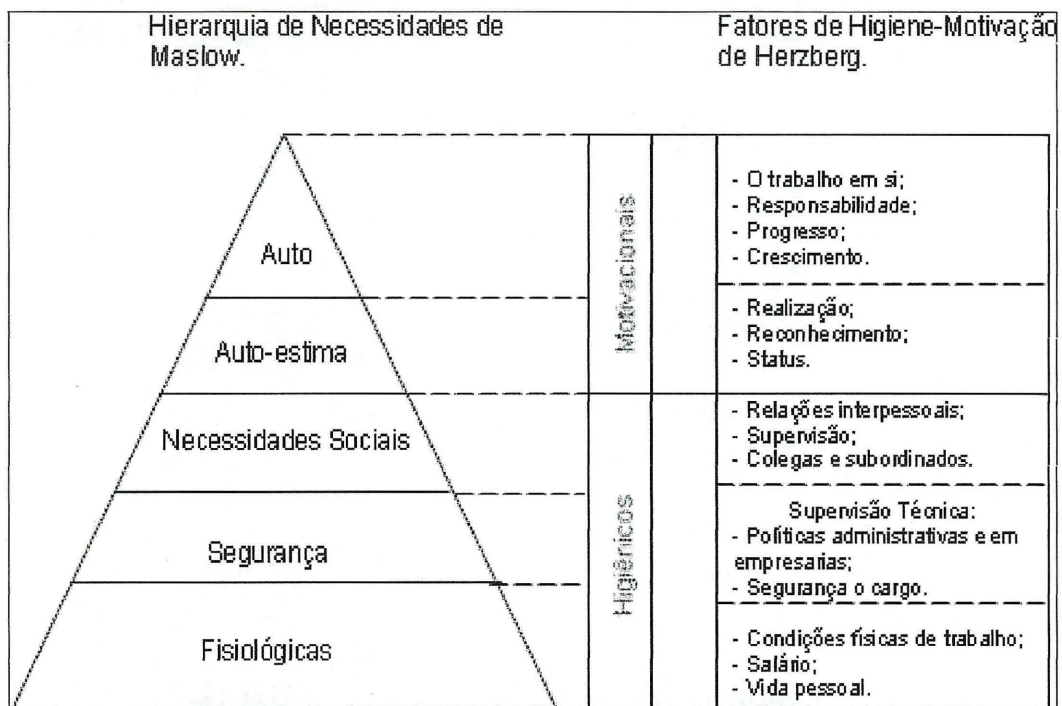 Hierarquia de Necessidades de
Maslow.
Fatores de Higiene-Motivação
de Herzberg.
Auto
Auto-estima
Necessidades Sociais
Segurança
Fisiológicas
Motivacionais
Higiênicos
- O trabalho em si;
- Responsabilidade;
- Progresso;
- Crescimento.
- Realização;
- Reconhecimento;
- Status.
- Relações interpessoais;
- Supervisão;
- Colegas e subordinados.
Supervisão Técnica:
- Políticas administrativas e em
empresarias;
- Segurança o cargo.
- Condições físicas de trabalho;
- Salário;
- Vida pessoal.